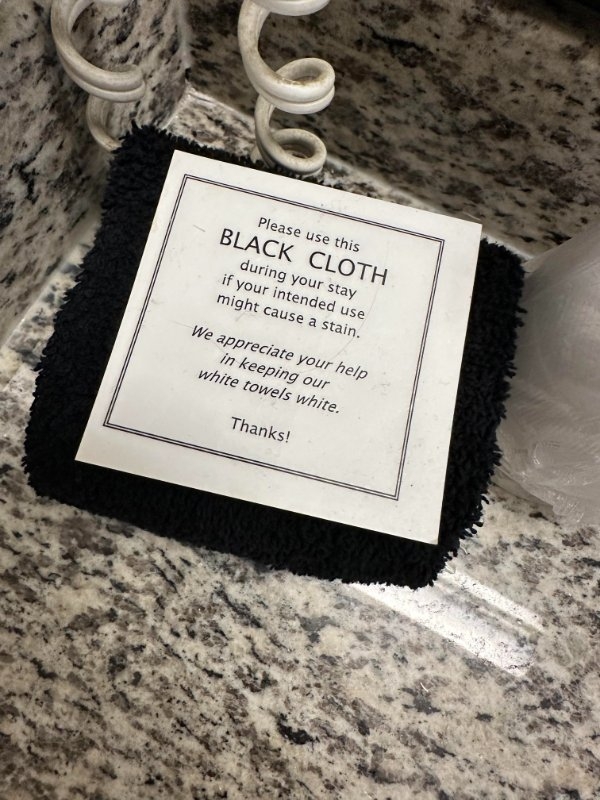 Please use this
BLACK CLOTH
during your stay
if your intended use
might cause a stain.
We appreciate your help
in keeping our
white towels white.
Thanks!